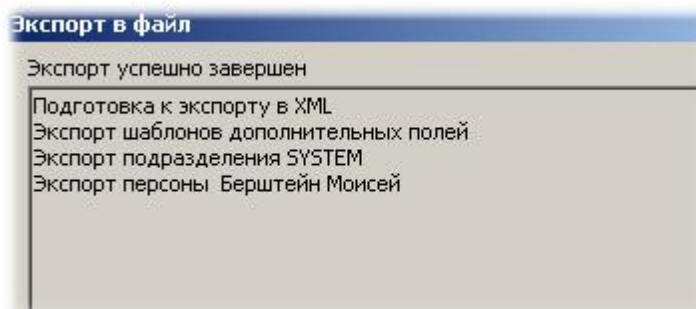 Экспорт в файл
Экспорт успешно завершен
Подготовка к экспорту в XML
Экспорт шаблонов дополнительных полей
Экспорт подразделения SYSTEM
Экспорт персоны Берштейн Моисей